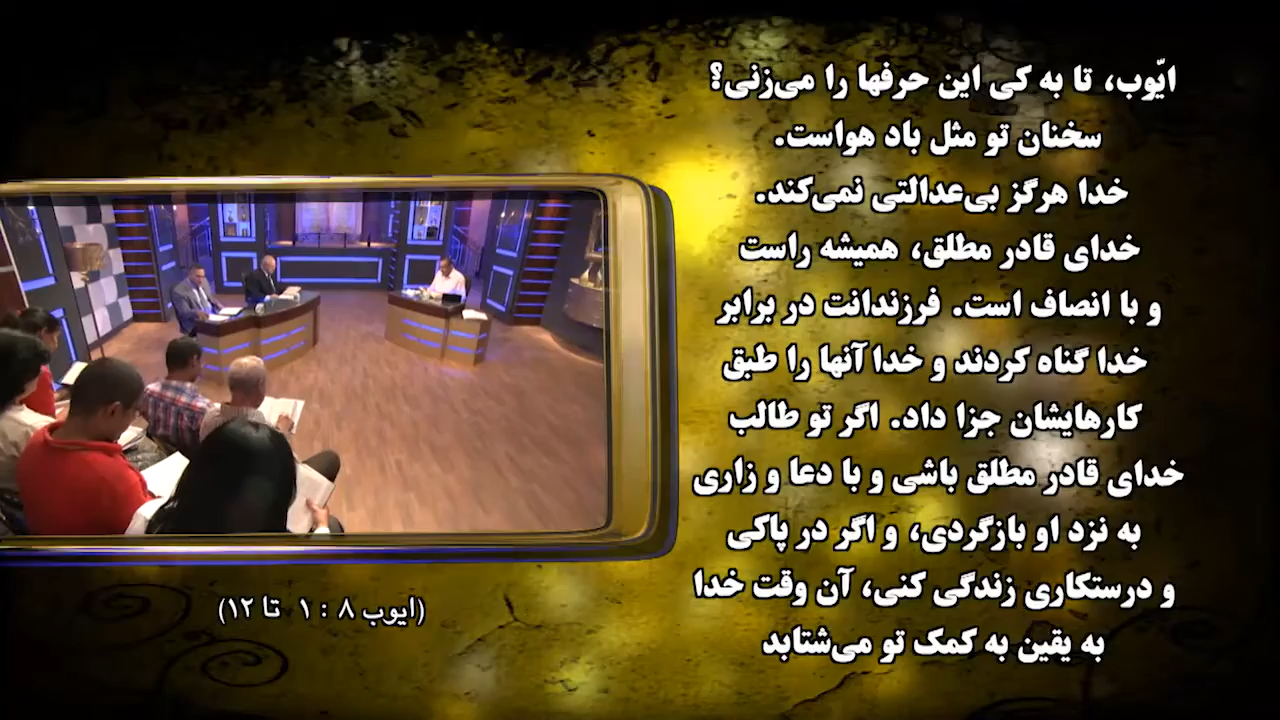 ایّوب، تا به کی این حرفها را می‌زنی؟
سخنان تو مثل باد هواست.
خدا هرگز بی‌عدالتی نمی‌کند.
خدای قادر مطلق، همیشه راست
و با انصاف است. فرزندانت در برابر
خدا گناه کردند و خدا آنها را طبق
کارهایشان جزا داد. اگر تو طالب
خدای قادر مطلق باشی و با دعا و زاری
به نزد او بازگردی، و اگر در پاکی
و درستکاری زندگی کنی، آن وقت خدا
به یقین به کمک تو می‌شتابد
(ایوب ۸ : ۱ تا ۱۲)